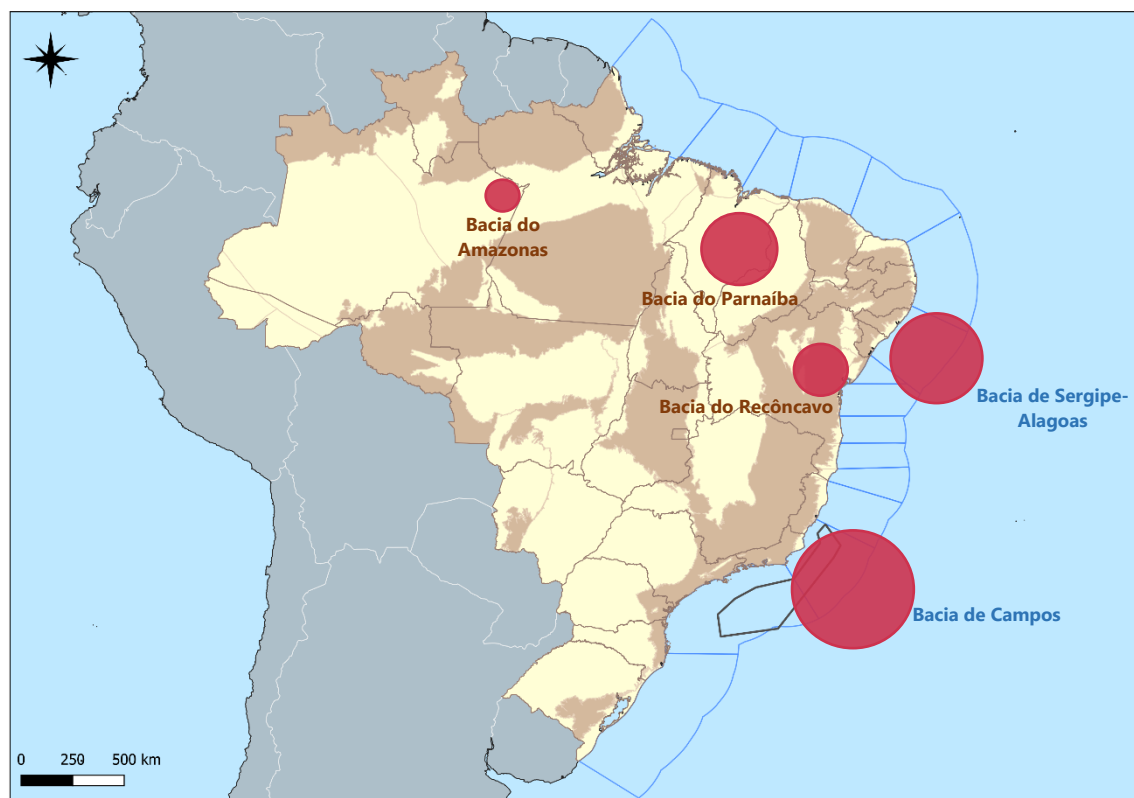 Bacia do
Amazonas
Bacia do Parnaíba
Bacia do Recôncavo
Bacia de Sergipe-
Alagoas
Bacia de Campos
0 250 500 km